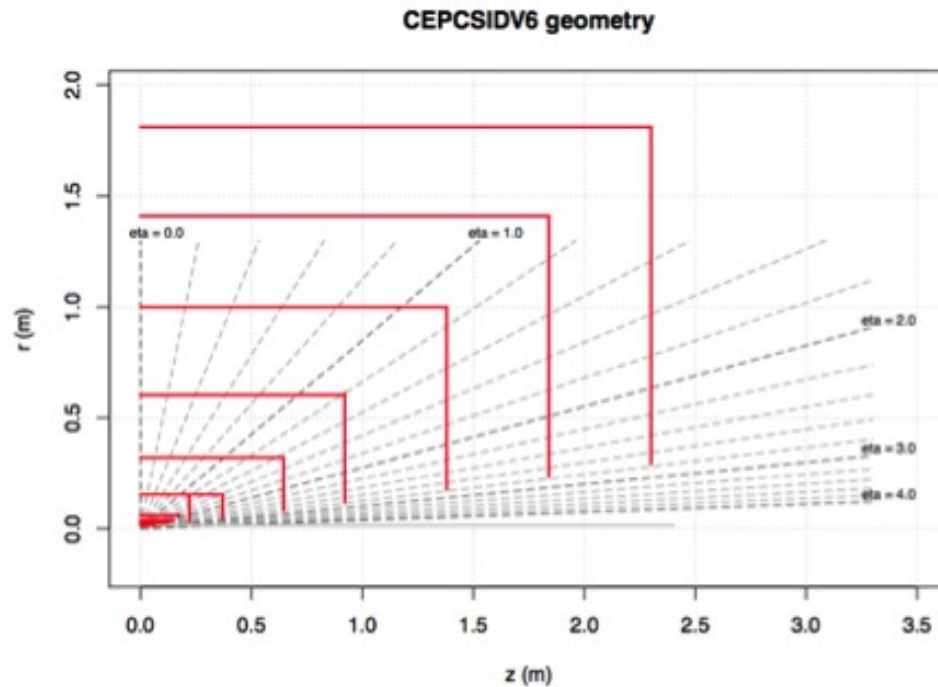 CEPCSIDV6 geometry
2.0
1.5
eta = 0.0
eta = 1.0
r (m)
1.0
eta = 2.0
0.5
eta = 3.0
eta = 4.0
0.0
0.0 0.5 1.0 1.5 2.0 2.5 3.0 3.5
z (m)